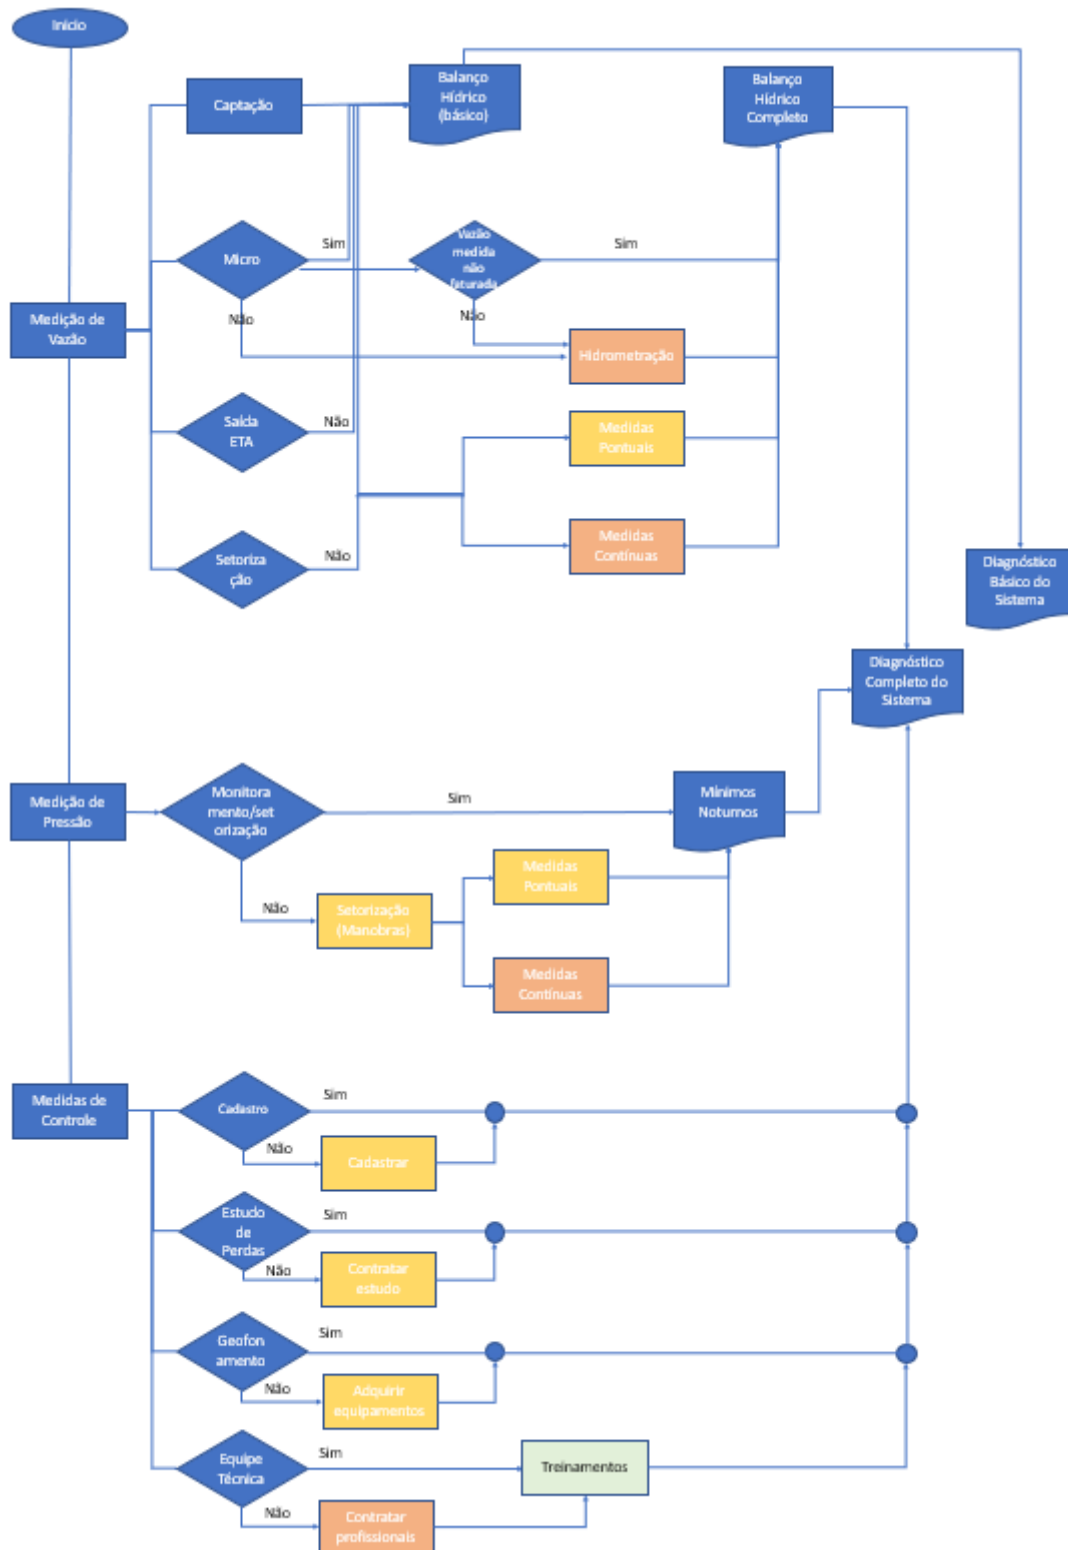 Início
Captação
Balanço
Hídrico
(básico)
Balanço
Hídrico
Completo
Micro
Sim
Vazão
medida
não
faturada
Sim
Não
Não
Medição de
Vazão
Hidrometração
Saída
ETA
Não
Medidas
Pontuais
Setoriza
ção
Não
Medidas
Contínuas
Diagnóstico
Básico do
Sistema
Diagnóstico
Completo do
Sistema
Medição de
Pressão
Monitora
mento/set
orização
Sim
Mínimos
Noturnos
Não
Setorização
(Manobras)
Medidas
Pontuais
Medidas
Contínuas
Medidas de
Controle
Cadastro
Sim
Não
Cadastrar
Estudo
de
Perdas
Sim
Não
Contratar
estudo
Geofon
amento
Sim
Não
Adquirir
equipamentos
Equipe
Técnica
Sim
Treinamentos
Não
Contratar
profissionais